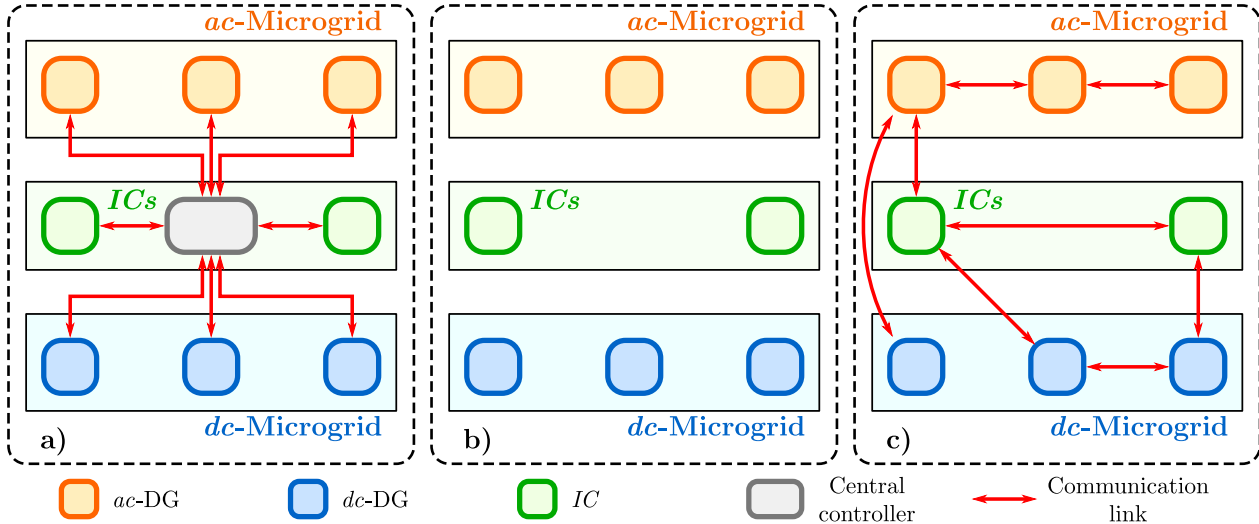 ac-Microgrid
ICs
dc-Microgrid
a)
ac-Microgrid
ICs
dc-Microgrid
b)
ac-Microgrid
ICs
dc-Microgrid
c)
ac-DG
dc-DG
IC
Central
controller
Communication
link